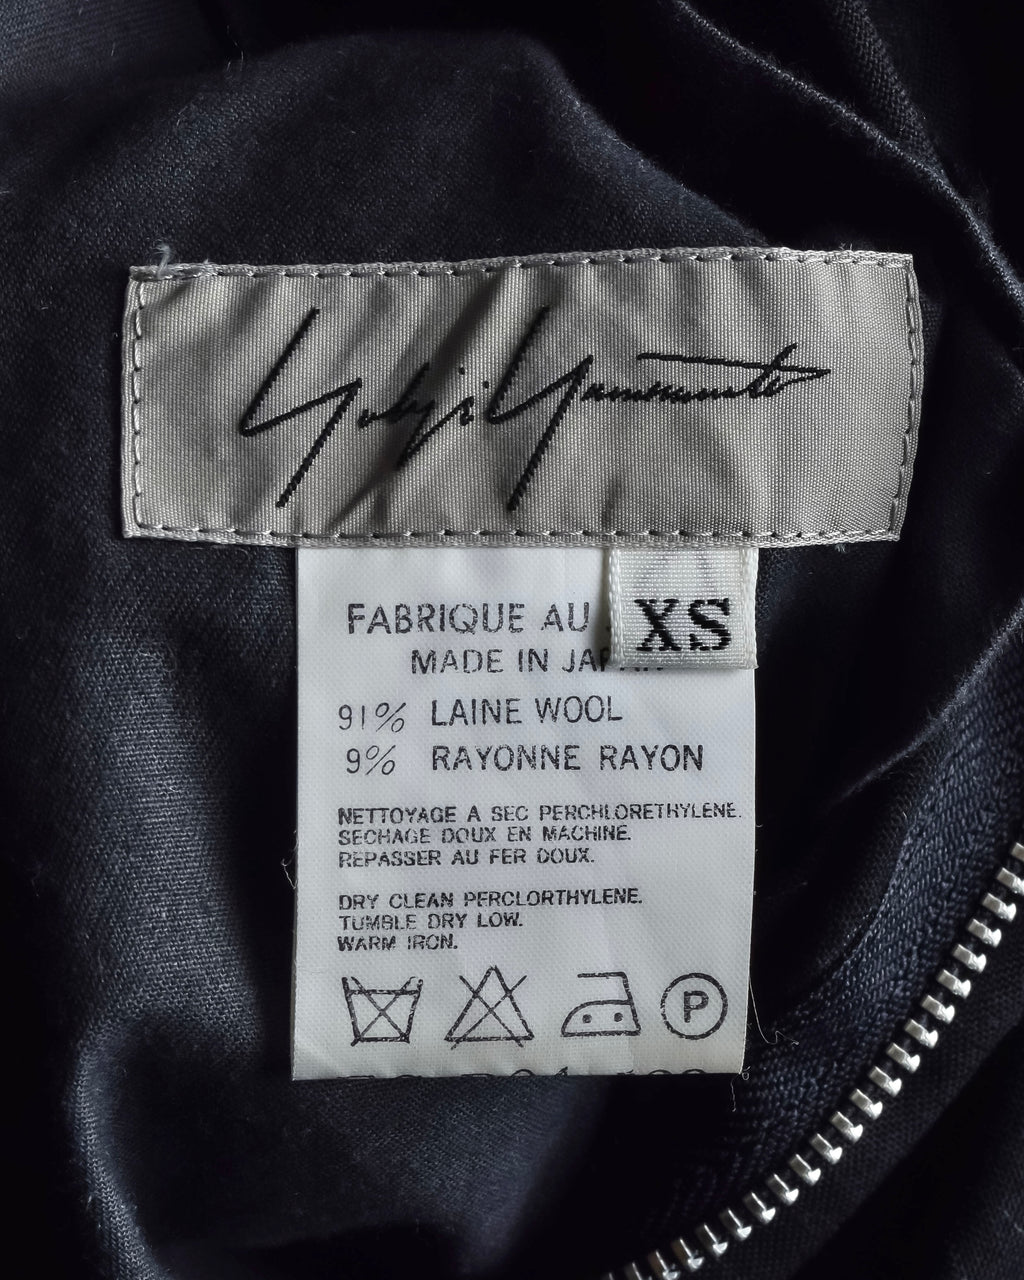 Yohji Yamamoto
XS
FABRIQUE AU
MADE IN JAPAN
91% LAINE WOOL
9% RAYONNE RAYON
NETTOYAGE A SEC PERCHLORETHYLENE.
SECHAGE DOUX EN MACHINE.
REPASSER AU FER DOUX.
DRY CLEAN PERCLORTHYLENE.
TUMBLE DRY LOW.
WARM IRON.
P